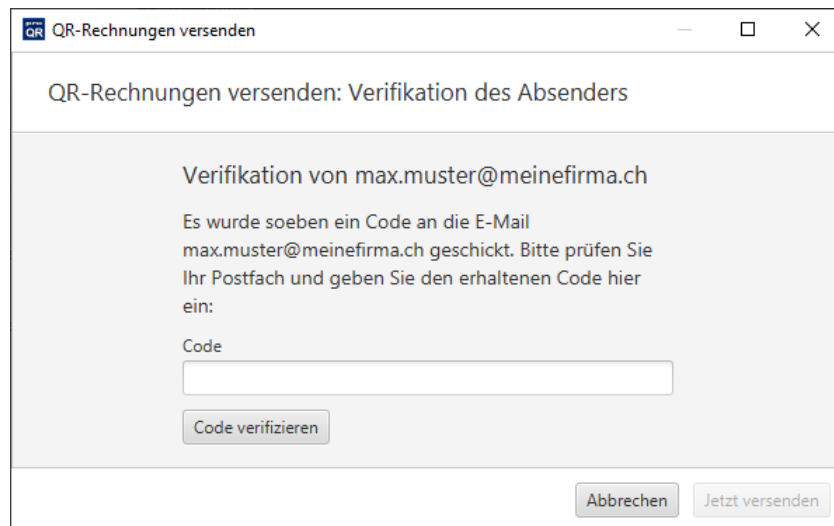 QR
QR-Rechnungen versenden
QR-Rechnungen versenden: Verifikation des Absenders
Verifikation von max.muster@meinefirma.ch
Es wurde soeben ein Code an die E-Mail
max.muster@meinefirma.ch geschickt. Bitte prüfen Sie
Ihr Postfach und geben Sie den erhaltenen Code hier
ein:
Code
Code verifizieren
Abbrechen
Jetzt versenden